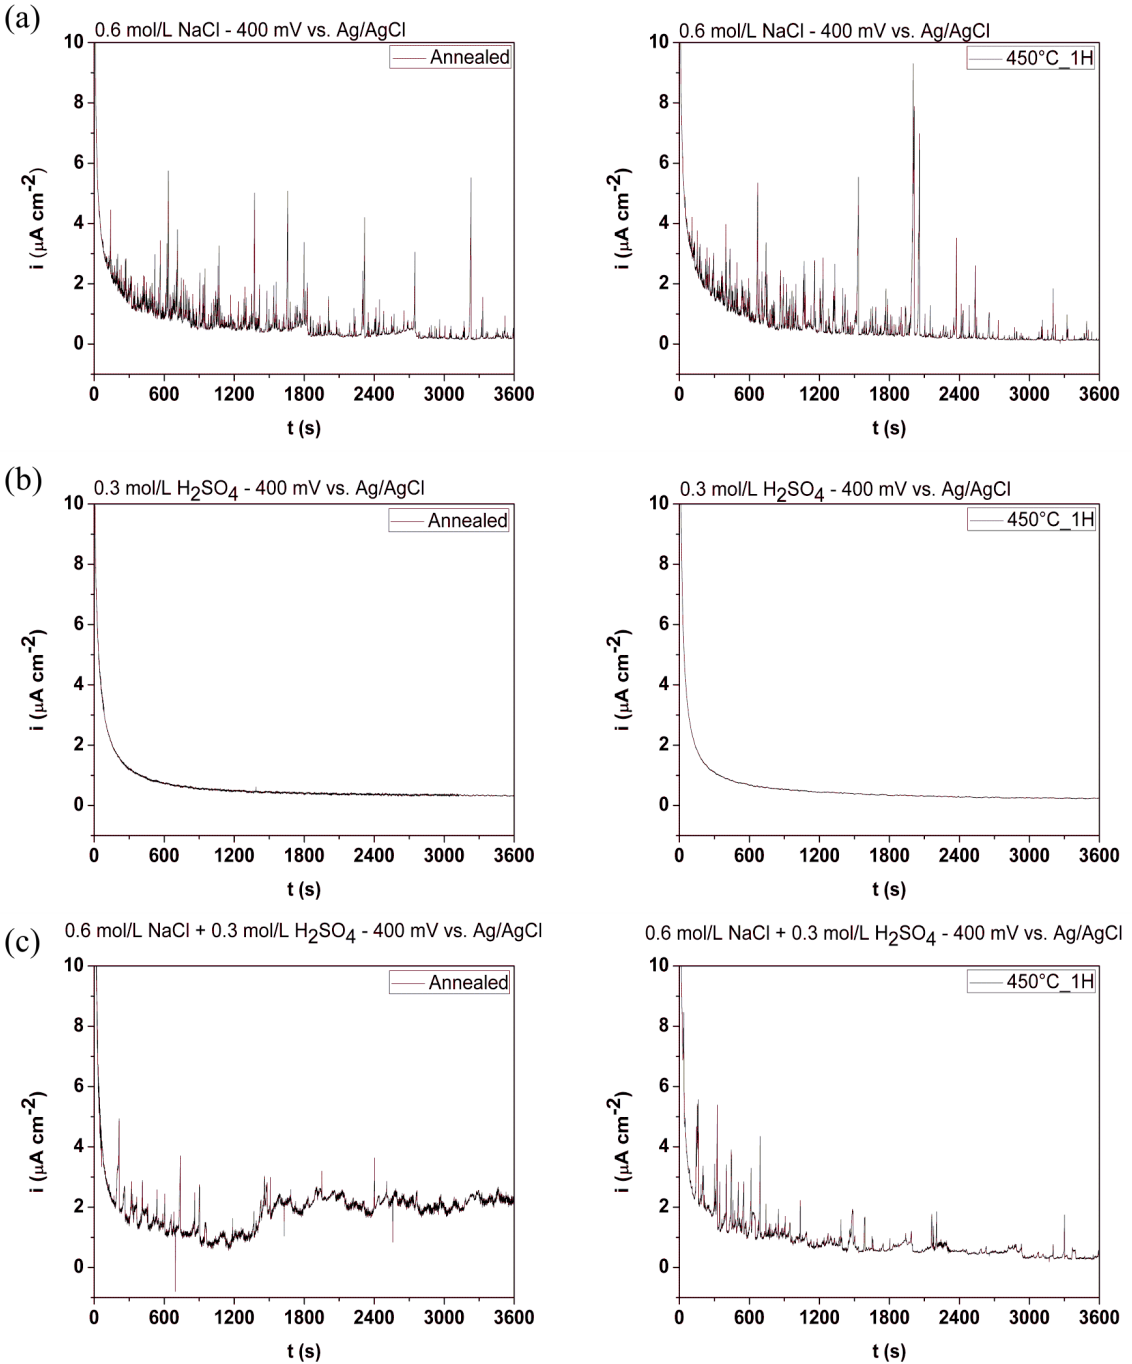 (a)
0.6 mol/L NaCl - 400 mV vs. Ag/AgCl
Annealed
10
8
6
4
2
0
i (μA cm⁻²)
0 600 1200 1800 2400 3000 3600
t (s)
0.6 mol/L NaCl - 400 mV vs. Ag/AgCl
450°C_1H
10
8
6
4
2
0
i (μA cm⁻²)
0 600 1200 1800 2400 3000 3600
t (s)
(b)
0.3 mol/L H₂SO₄ - 400 mV vs. Ag/AgCl
Annealed
10
8
6
4
2
0
i (μA cm⁻²)
0 600 1200 1800 2400 3000 3600
t (s)
0.3 mol/L H₂SO₄ - 400 mV vs. Ag/AgCl
450°C_1H
10
8
6
4
2
0
i (μA cm⁻²)
0 600 1200 1800 2400 3000 3600
t (s)
(c)
0.6 mol/L NaCl + 0.3 mol/L H₂SO₄ - 400 mV vs. Ag/AgCl
Annealed
10
8
6
4
2
0
i (μA cm⁻²)
0 600 1200 1800 2400 3000 3600
t (s)
0.6 mol/L NaCl + 0.3 mol/L H₂SO₄ - 400 mV vs. Ag/AgCl
450°C_1H
10
8
6
4
2
0
i (μA cm⁻²)
0 600 1200 1800 2400 3000 3600
t (s)